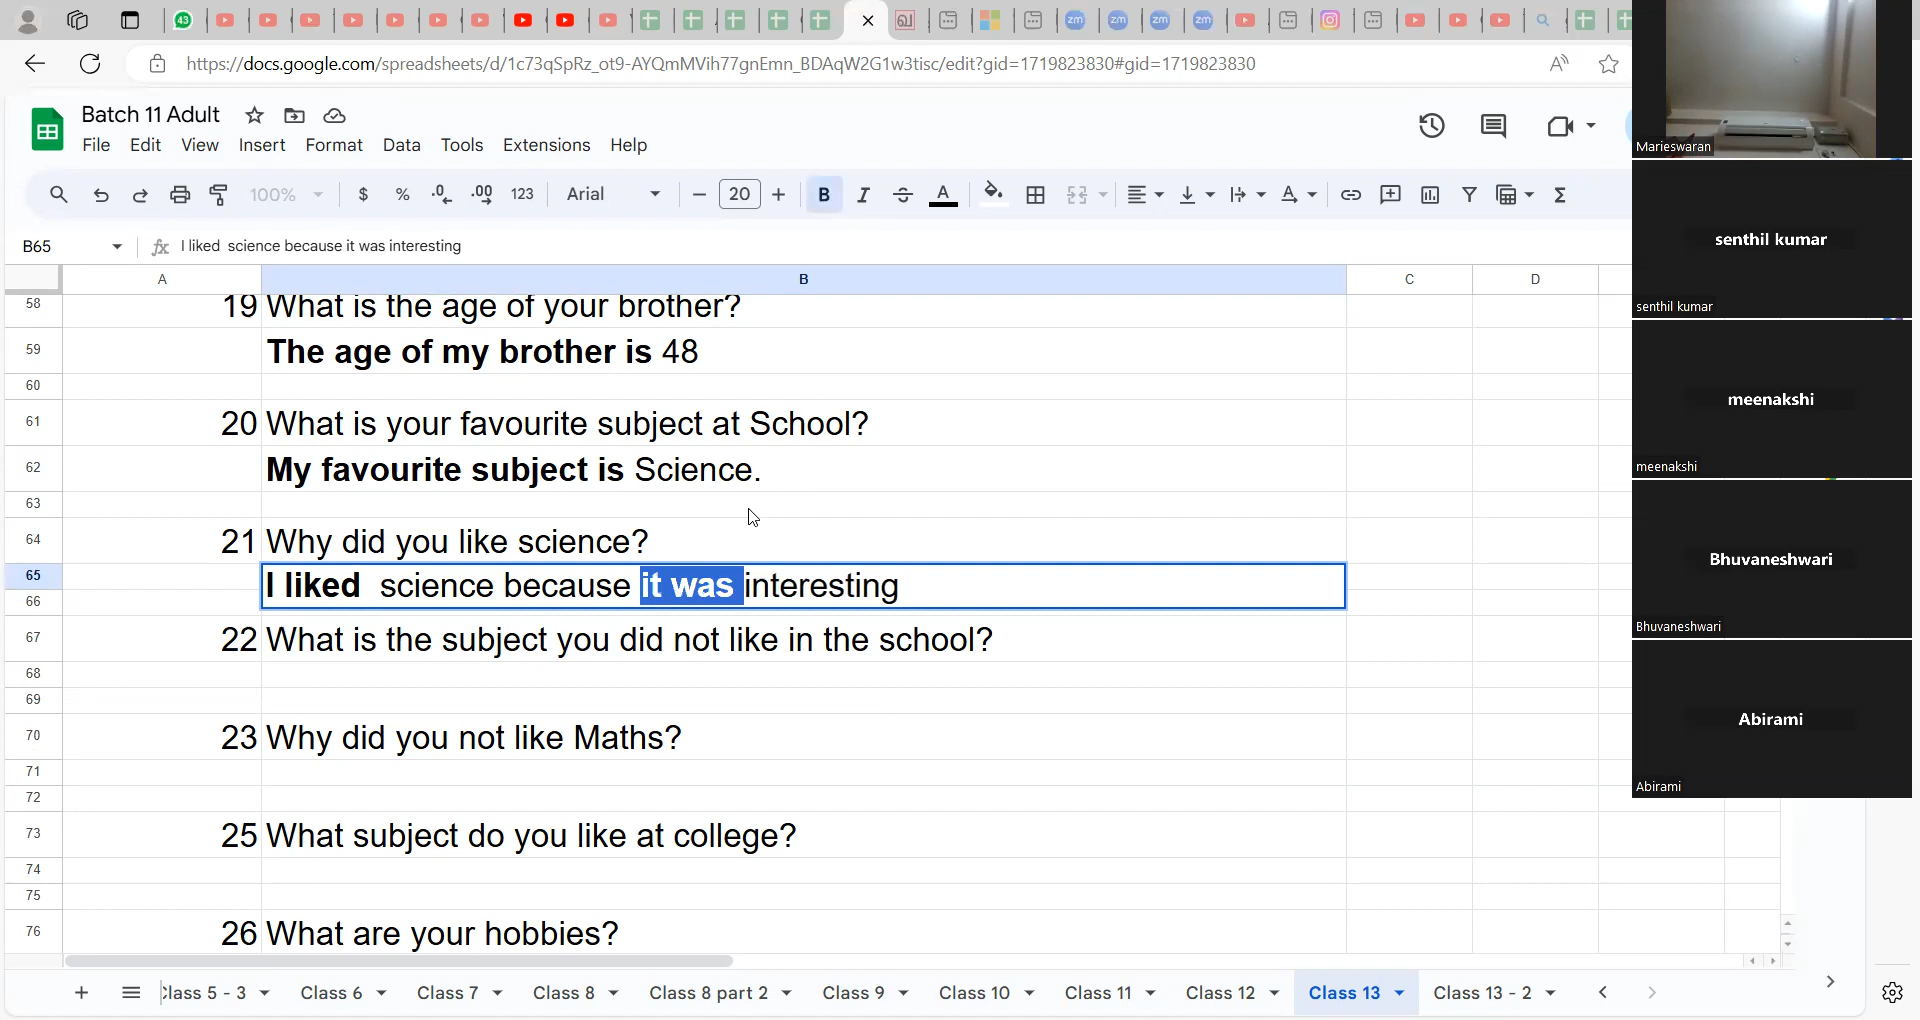 43
https://docs.google.com/spreadsheets/d/1c73qSpRz_ot9-AYQmMVih77gnEmn_BDAqW2G1w3tisc/edit?gid=1719823830#gid=1719823830
Batch 11 Adult
File Edit View Insert Format Data Tools Extensions Help
100% $ % .0 .00 123 Arial 20 B I A Σ
B65 fx I liked  science because it was interesting
A B C D
58 19 What is the age of your brother?
59 The age of my brother is 48
60
61 20 What is your favourite subject at School?
62 My favourite subject is Science.
63
64 21 Why did you like science?
65 I liked  science because it was interesting
66
67 22 What is the subject you did not like in the school?
68
69
70 23 Why did you not like Maths?
71
72
73 25 What subject do you like at college?
74
75
76 26 What are your hobbies?
Class 5 - 3 Class 6 Class 7 Class 8 Class 8 part 2 Class 9 Class 10 Class 11 Class 12 Class 13 Class 13 - 2
Marieswaran
senthil kumar
senthil kumar
meenakshi
meenakshi
Bhuvaneshwari
Bhuvaneshwari
Abirami
Abirami